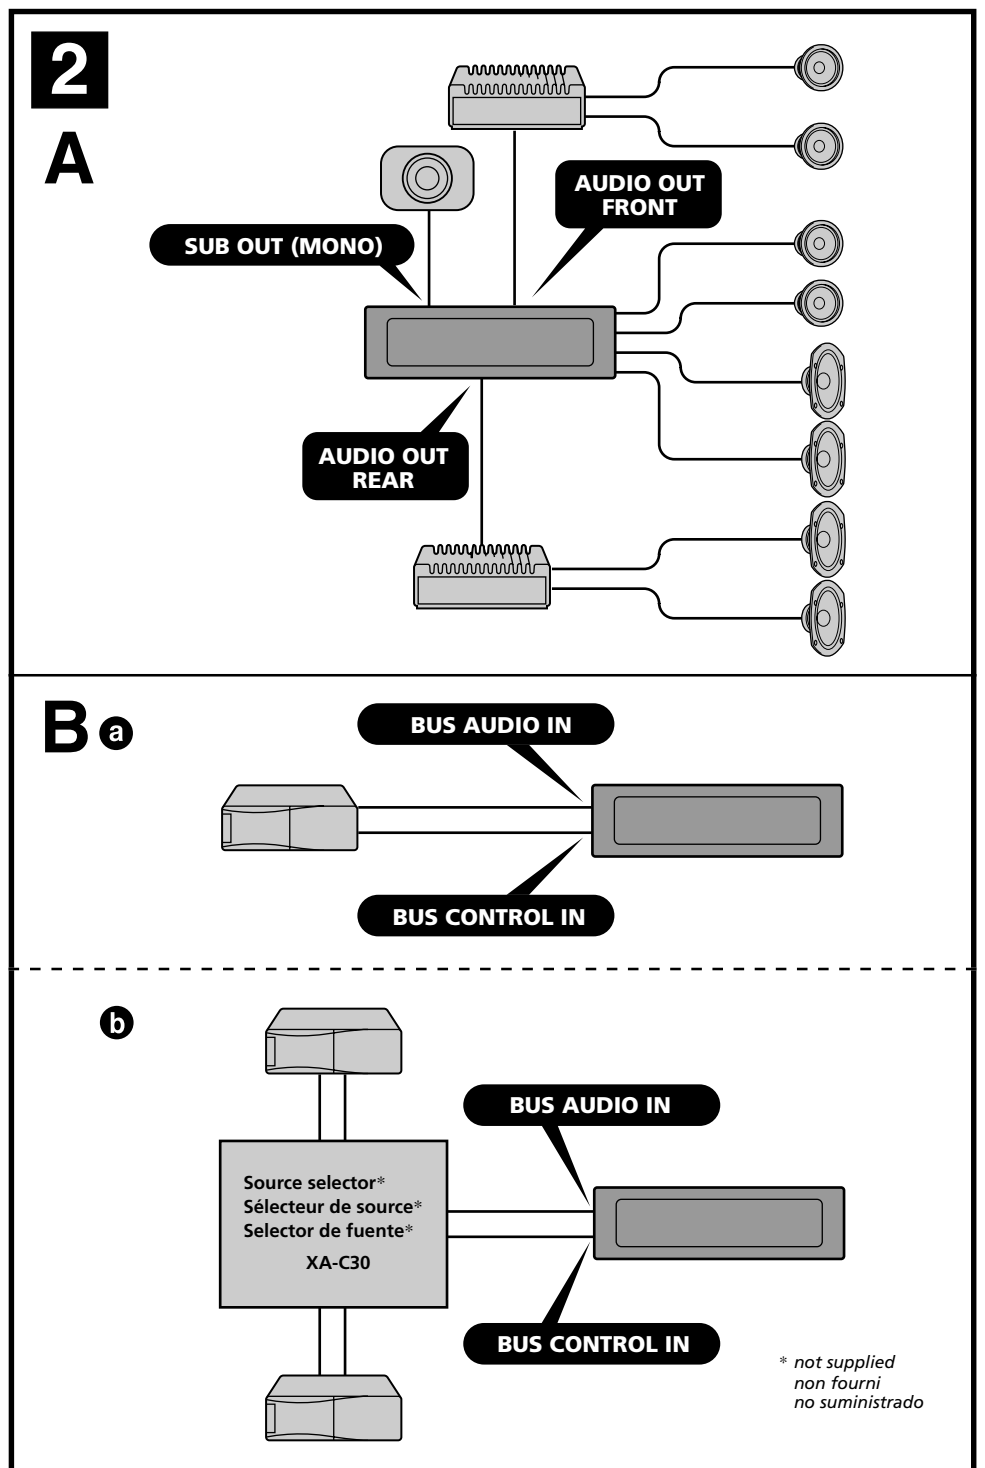 2
A
AUDIO OUT
FRONT
SUB OUT (MONO)
AUDIO OUT
REAR
B a
BUS AUDIO IN
BUS CONTROL IN
b
BUS AUDIO IN
Source selector*
Sélecteur de source*
Selector de fuente*
XA-C30
BUS CONTROL IN
* not supplied
non fourni
no suministrado